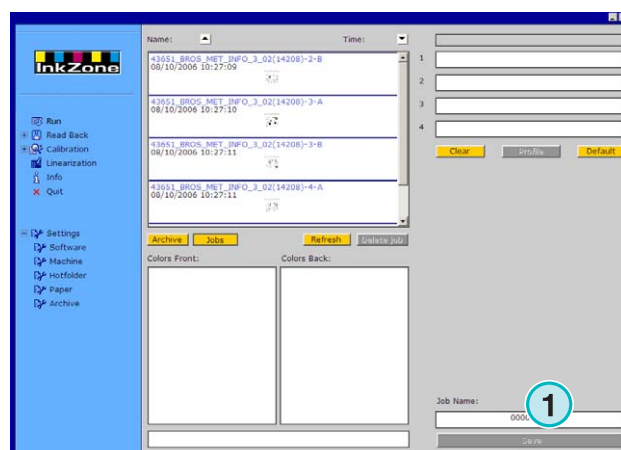 InkZone
Run
Read Back
Calibration
Linearization
Info
Quit
Settings
Software
Machine
Hotfolder
Paper
Archive
Name: Time:
43651_BROS_MET_INFO_3_02(14208)-2-B
08/10/2006 10:27:09
43651_BROS_MET_INFO_3_02(14208)-3-A
08/10/2006 10:27:10
43651_BROS_MET_INFO_3_02(14208)-3-B
08/10/2006 10:27:11
43651_BROS_MET_INFO_3_02(14208)-4-A
08/10/2006 10:27:11
Archive Jobs Refresh Delete job
Colors Front: Colors Back:
1
2
3
4
Clear Profile Default
Job Name:
1
Save